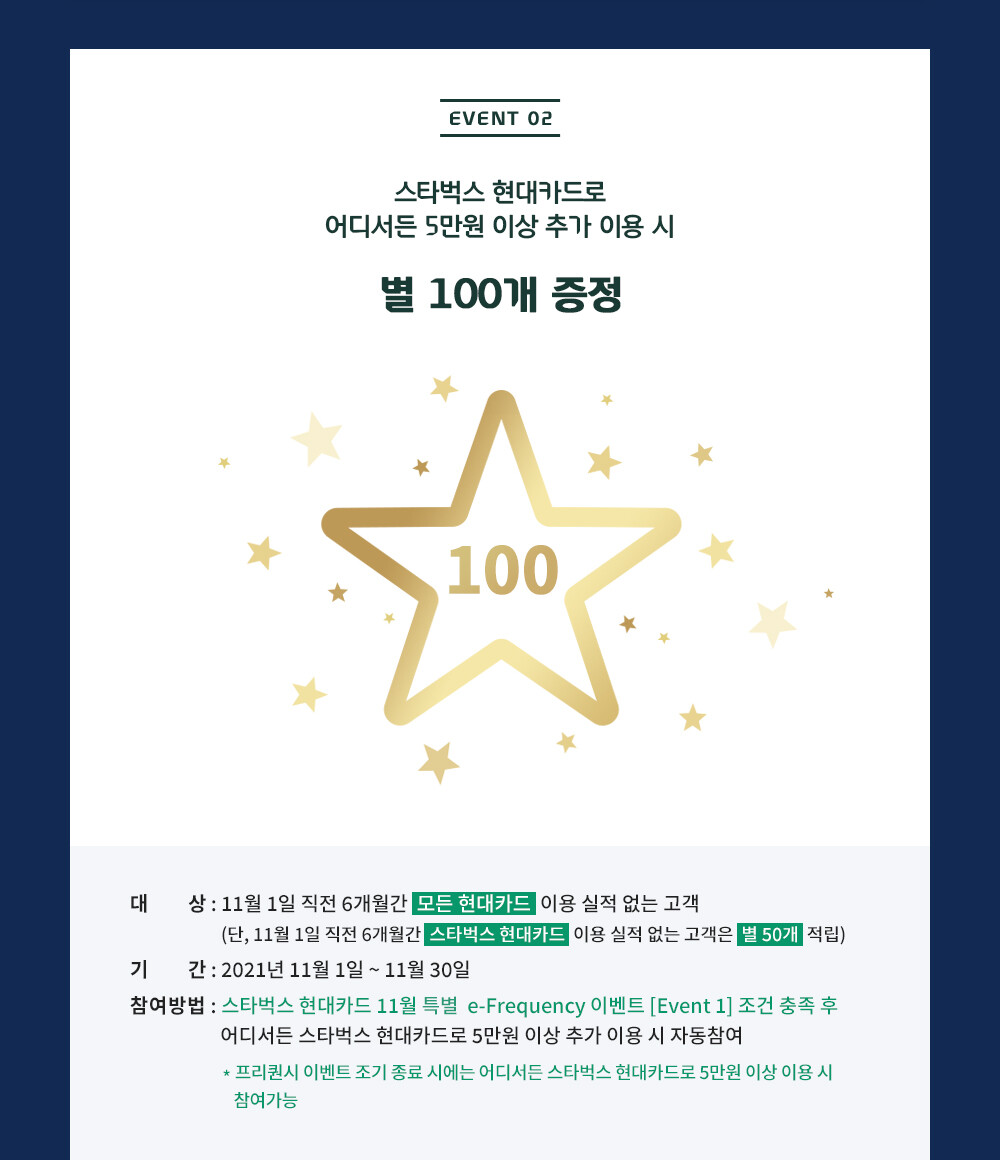 EVENT 02
스타벅스 현대카드로
어디서든 5만원 이상 추가 이용 시
별 100개 증정
100
대 상 : 11월 1일 직전 6개월간 모든 현대카드 이용 실적 없는 고객
(단, 11월 1일 직전 6개월간 스타벅스 현대카드 이용 실적 없는 고객은 별 50개 적립)
기 간 : 2021년 11월 1일 ~ 11월 30일
참여방법 : 스타벅스 현대카드 11월 특별 e-Frequency 이벤트 [Event 1] 조건 충족 후
어디서든 스타벅스 현대카드로 5만원 이상 추가 이용 시 자동참여
* 프리퀀시 이벤트 조기 종료 시에는 어디서든 스타벅스 현대카드로 5만원 이상 이용 시
참여가능